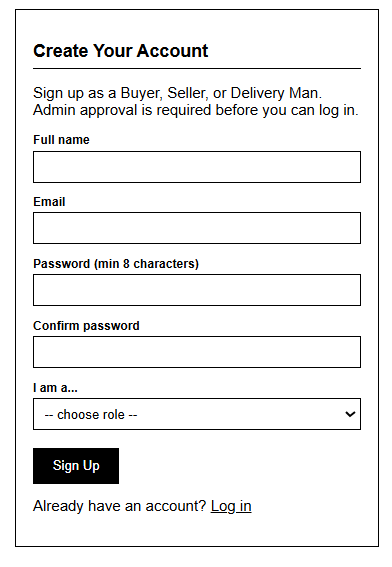 Create Your Account
Sign up as a Buyer, Seller, or Delivery Man.
Admin approval is required before you can log in.
Full name
Email
Password (min 8 characters)
Confirm password
I am a...
-- choose role --
Sign Up
Already have an account? Log in